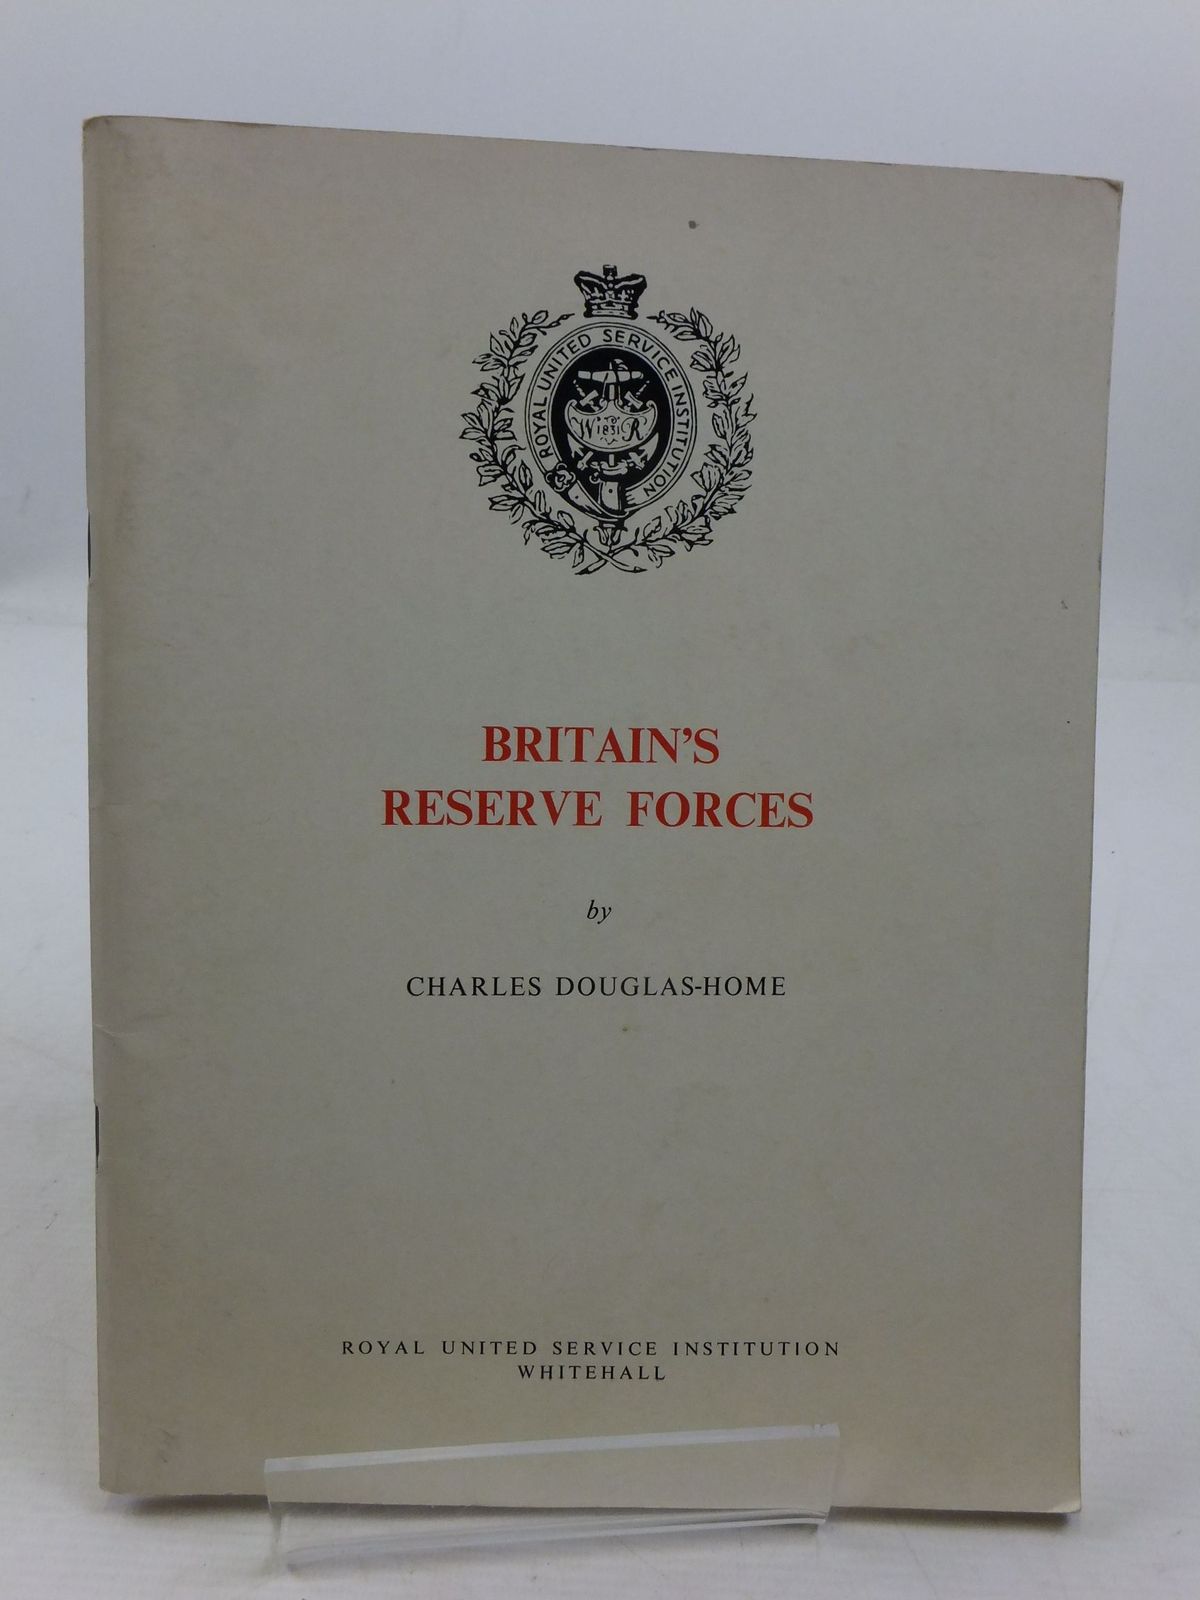 ROYAL UNITED SERVICE INSTITUTION
W 1831 R
BRITAIN'S
RESERVE FORCES
by
CHARLES DOUGLAS-HOME
ROYAL UNITED SERVICE INSTITUTION
WHITEHALL